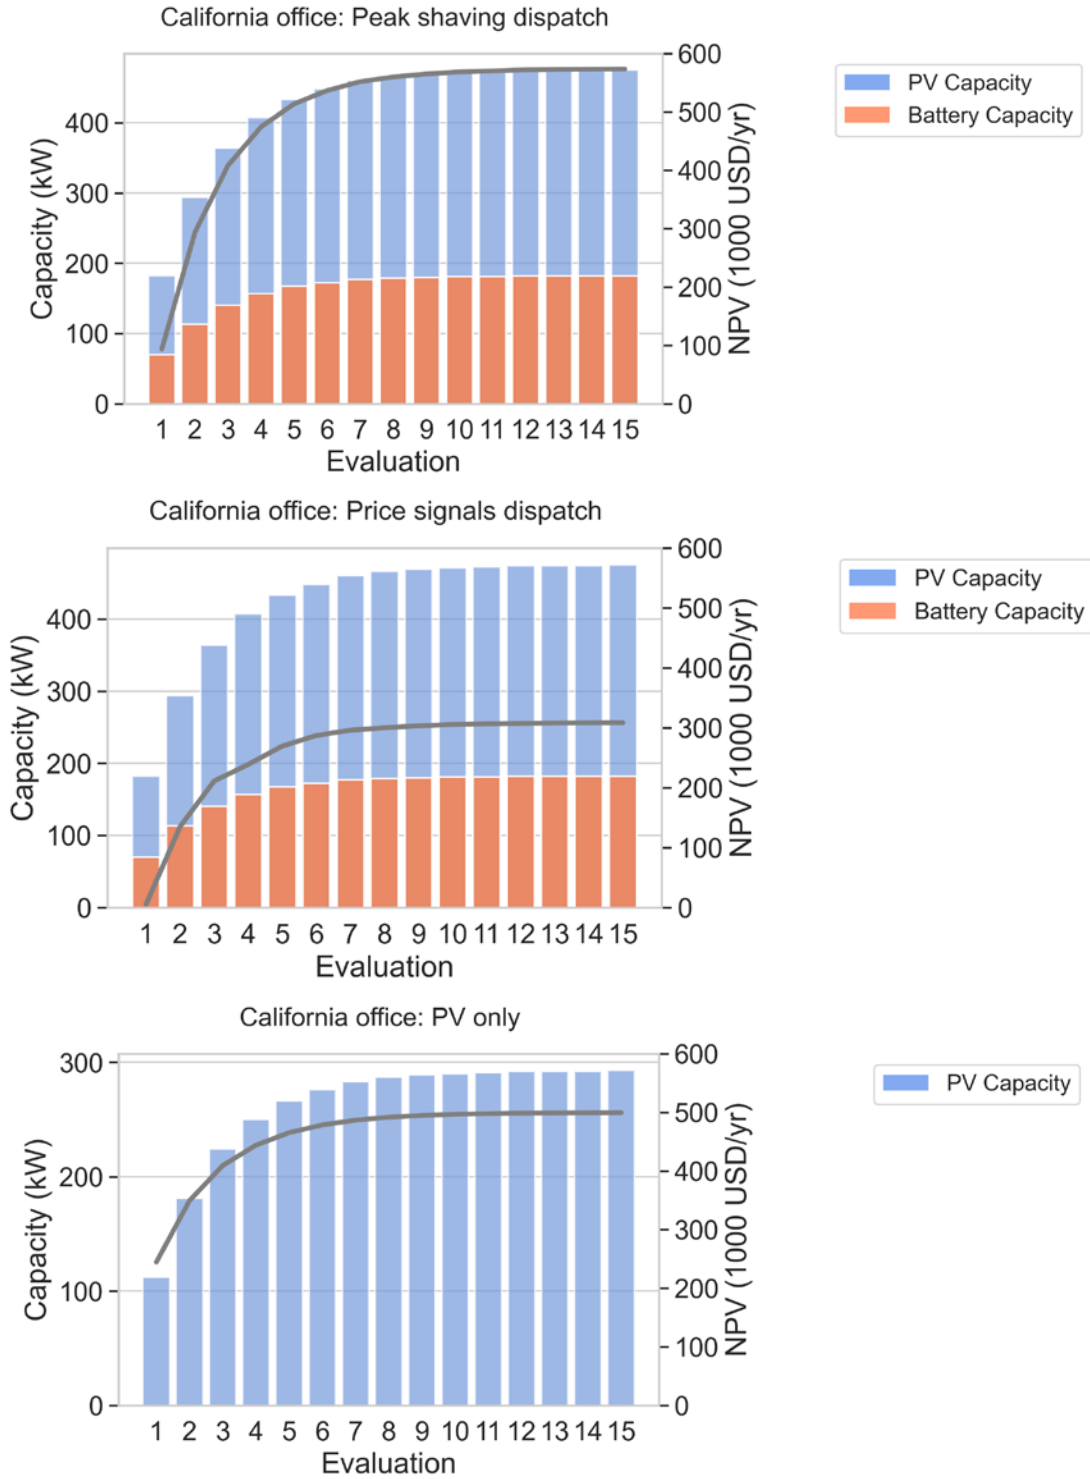 California office: Peak shaving dispatch
Capacity (kW)
400
300
200
100
0
600
500
400
300
200
100
0
NPV (1000 USD/yr)
1 2 3 4 5 6 7 8 9 10 11 12 13 14 15
Evaluation
PV Capacity
Battery Capacity
California office: Price signals dispatch
Capacity (kW)
400
300
200
100
0
600
500
400
300
200
100
0
NPV (1000 USD/yr)
1 2 3 4 5 6 7 8 9 10 11 12 13 14 15
Evaluation
PV Capacity
Battery Capacity
California office: PV only
Capacity (kW)
300
200
100
0
600
500
400
300
200
100
0
NPV (1000 USD/yr)
1 2 3 4 5 6 7 8 9 10 11 12 13 14 15
Evaluation
PV Capacity